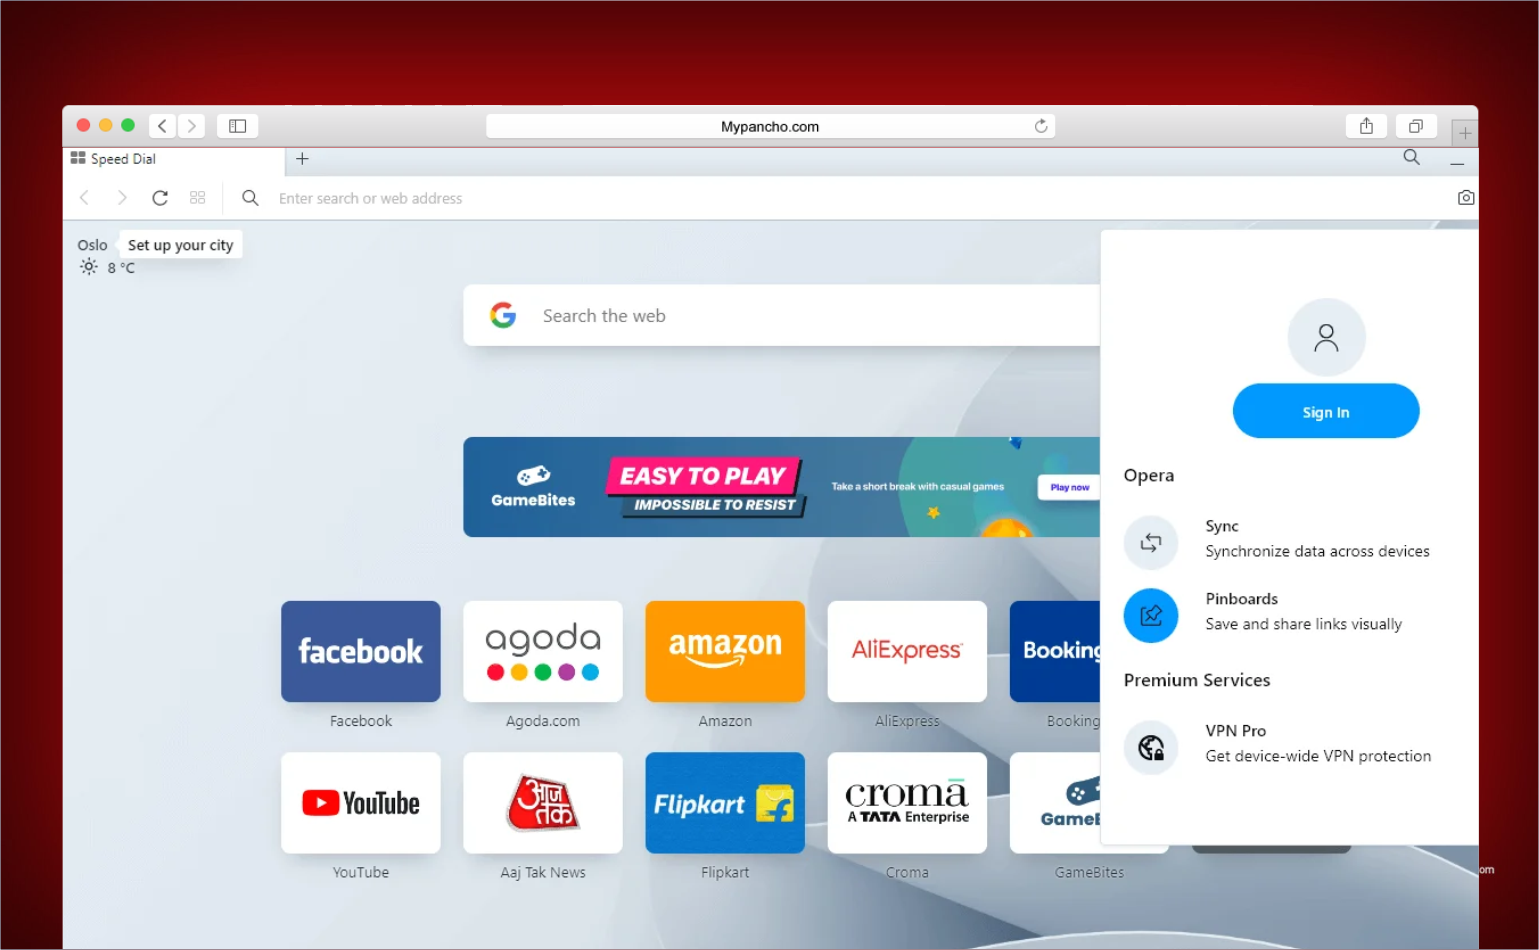 Mypancho.com
Speed Dial
Enter search or web address
Oslo
Set up your city
8 °C
Search the web
Sign In
GameBites
EASY TO PLAY
IMPOSSIBLE TO RESIST
Take a short break with casual games
Play now
Opera
Sync
Synchronize data across devices
Pinboards
Save and share links visually
Premium Services
VPN Pro
Get device-wide VPN protection
facebook
agoda
amazon
AliExpress
Booking
Facebook
Agoda.com
Amazon
AliExpress
Booking
YouTube
आज
तक
Flipkart
croma
A TATA Enterprise
GameB
YouTube
Aaj Tak News
Flipkart
Croma
GameBites
om